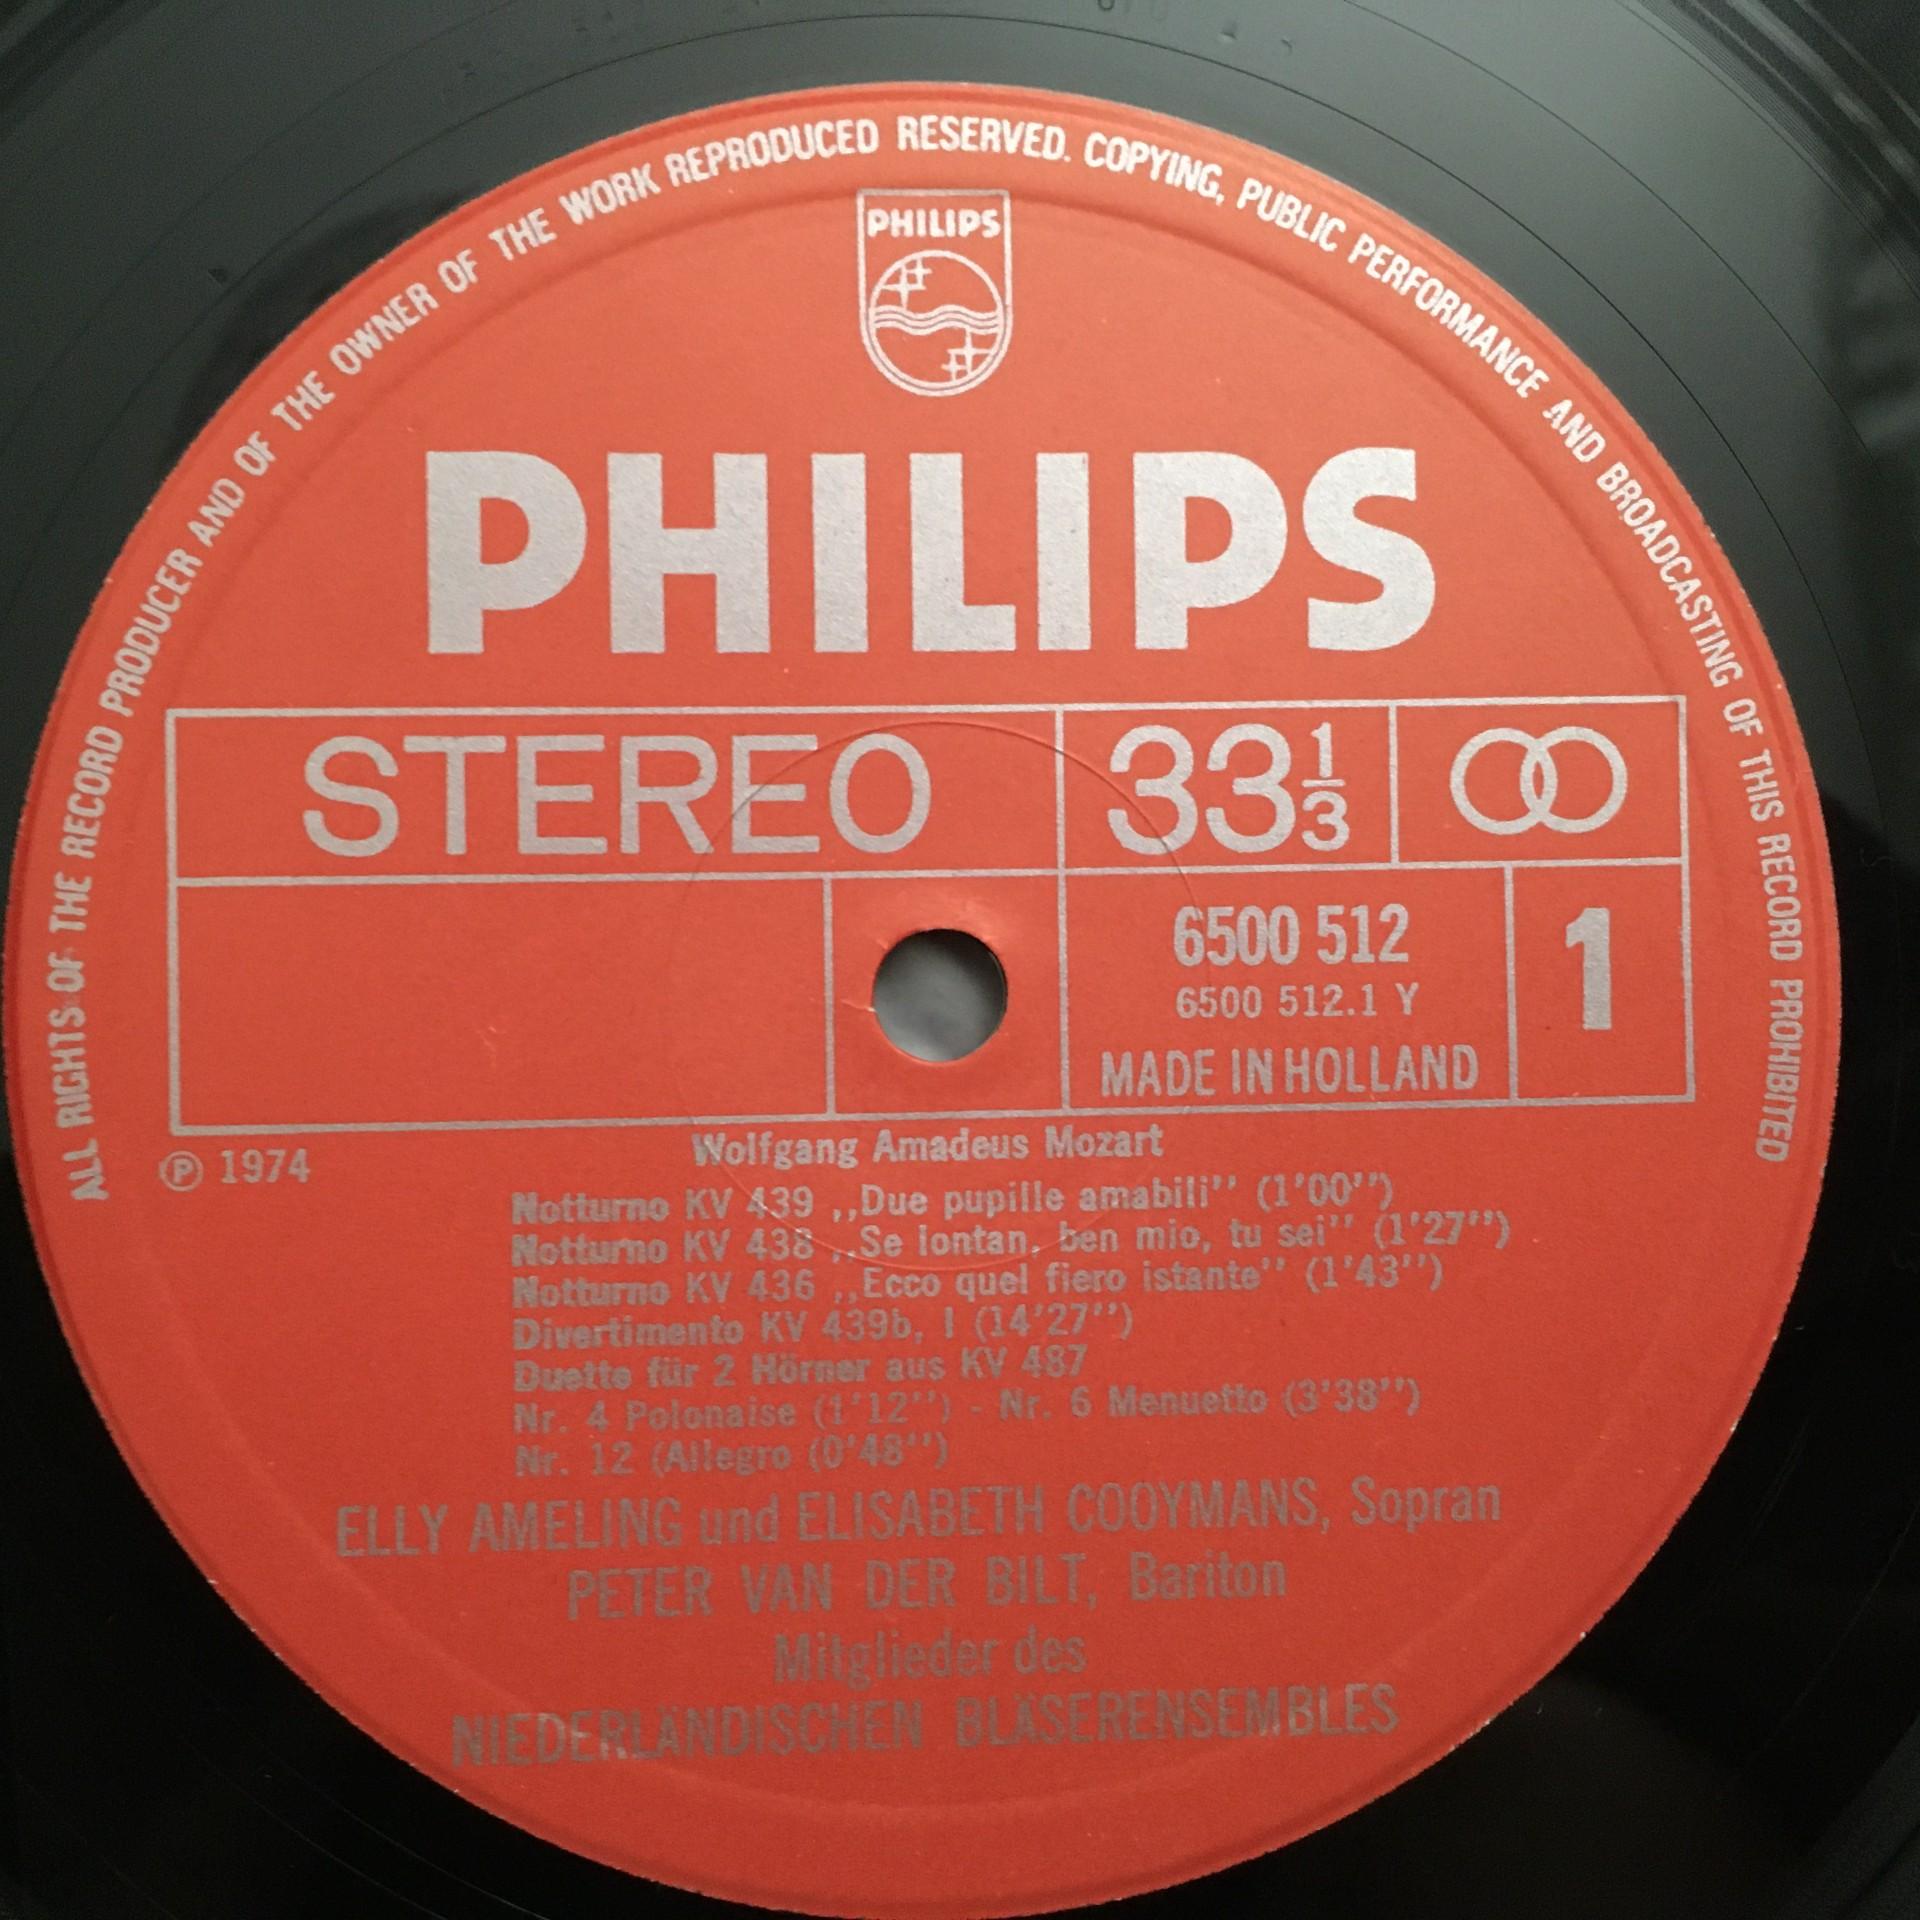 ALL RIGHTS OF THE RECORD PRODUCER AND OF THE OWNER OF THE WORK REPRODUCED RESERVED. COPYING, PUBLIC PERFORMANCE AND BROADCASTING OF THIS RECORD PROHIBITED
PHILIPS
PHILIPS
STEREO 33 1/3
6500 512 1
6500 512.1 Y
MADE IN HOLLAND
Wolfgang Amadeus Mozart
Ⓟ 1974
Notturno KV 439 ,,Due pupille amabili'' (1'00'')
Notturno KV 438 ,,Se lontan, ben mio, tu sei'' (1'27'')
Notturno KV 436 ,,Ecco quel fiero istante'' (1'43'')
Divertimento KV 439b, I (14'27'')
Duette für 2 Hörner aus KV 487
Nr. 4 Polonaise (1'12'') - Nr. 6 Menuetto (3'38'')
Nr. 12 (Allegro (0'48'')
ELLY AMELING und ELISABETH COOYMANS, Sopran
PETER VAN DER BILT, Bariton
Mitglieder des
NIEDERLÄNDISCHEN BLÄSERENSEMBLES